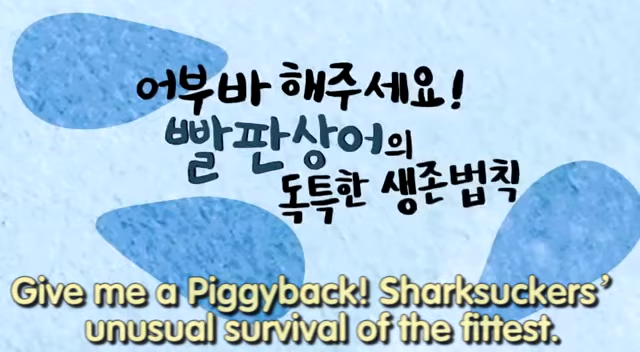 어부바 해주세요!
빨판상어의
독특한 생존법칙
Give me a Piggyback! Sharksuckers’
unusual survival of the fittest.